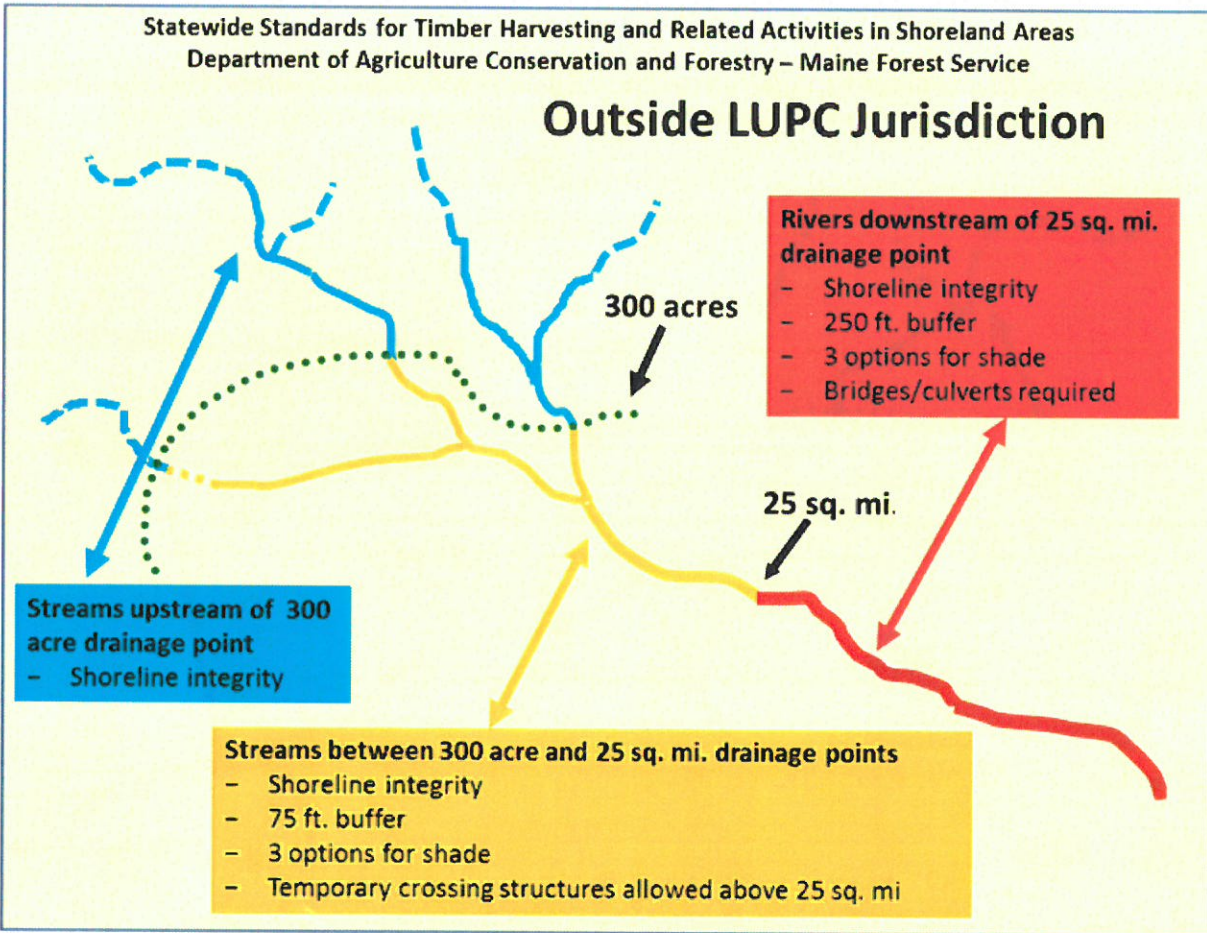 Statewide Standards for Timber Harvesting and Related Activities in Shoreland Areas
Department of Agriculture Conservation and Forestry – Maine Forest Service
Outside LUPC Jurisdiction
Rivers downstream of 25 sq. mi.
drainage point
– Shoreline integrity
– 250 ft. buffer
– 3 options for shade
– Bridges/culverts required
300 acres
25 sq. mi.
Streams upstream of 300
acre drainage point
– Shoreline integrity
Streams between 300 acre and 25 sq. mi. drainage points
– Shoreline integrity
– 75 ft. buffer
– 3 options for shade
– Temporary crossing structures allowed above 25 sq. mi